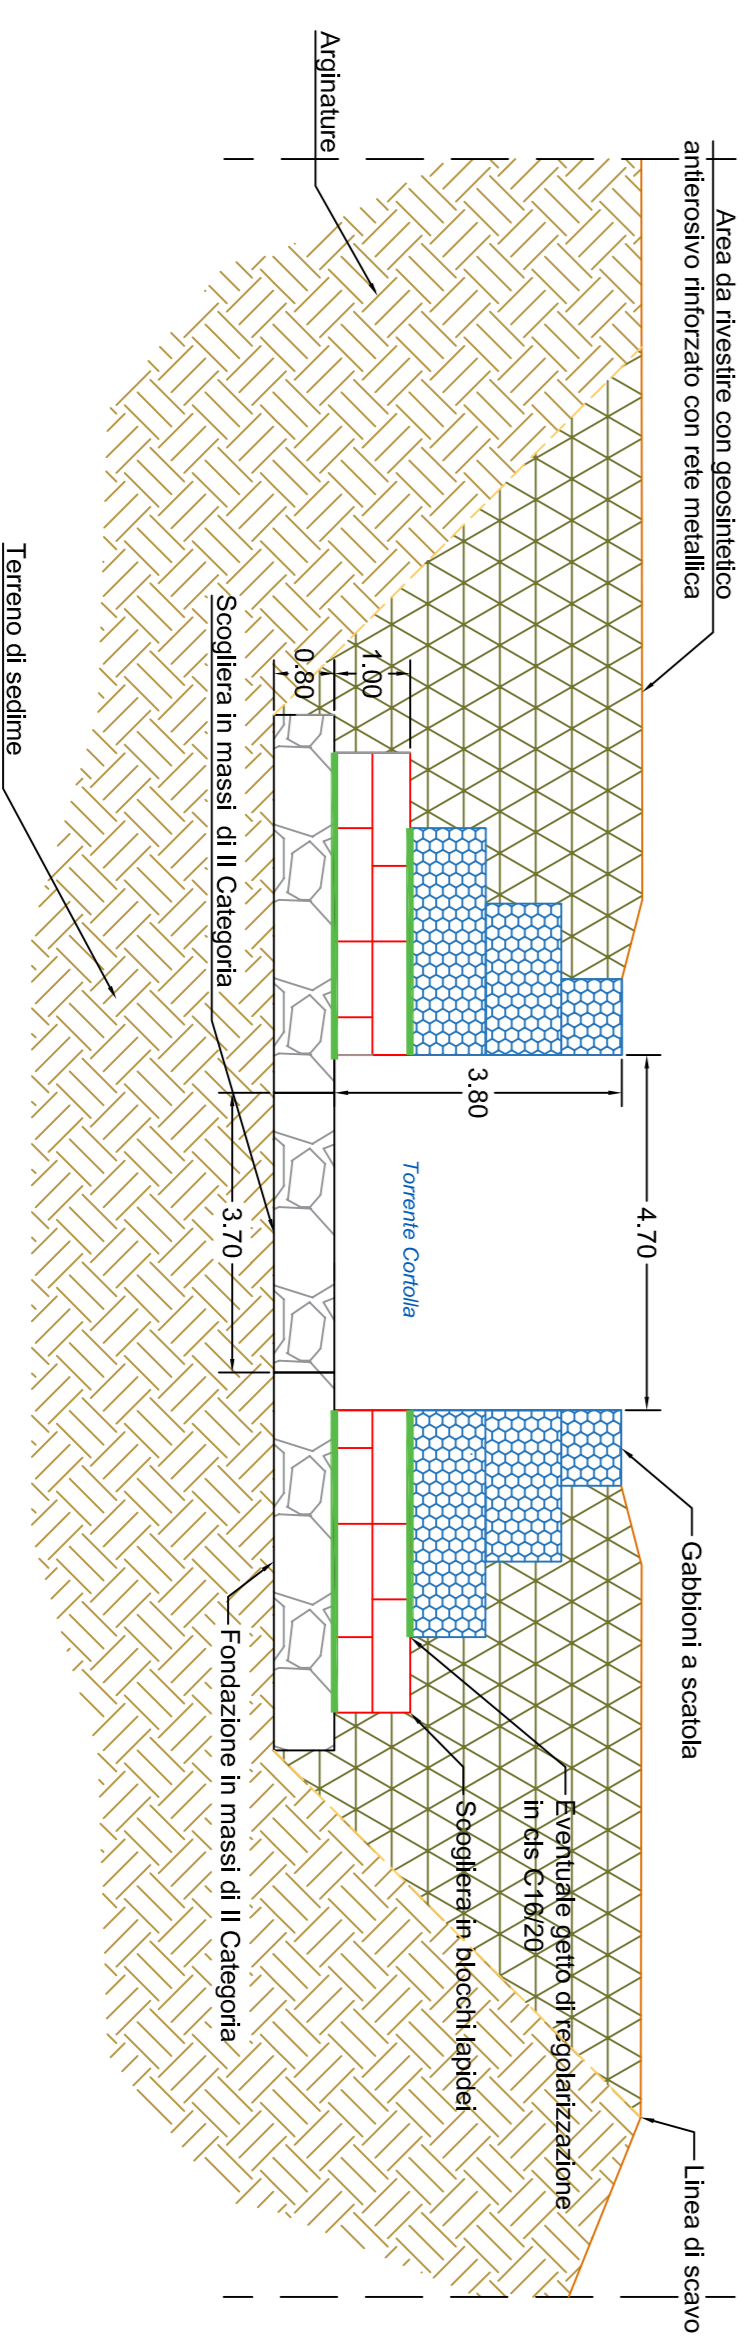 Area da rivestire con geosintetico
antierosivo rinforzato con rete metallica
Arginature
Gabbioni a scatola
Linea di scavo
4.70
Eventuale getto di regolarizzazione
in cls C16/20
Scogliera in blocchi lapidei
3.80
Torrente Cortolla
1.00
0.80
3.70
Scogliera in massi di II Categoria
Fondazione in massi di II Categoria
Terreno di sedime